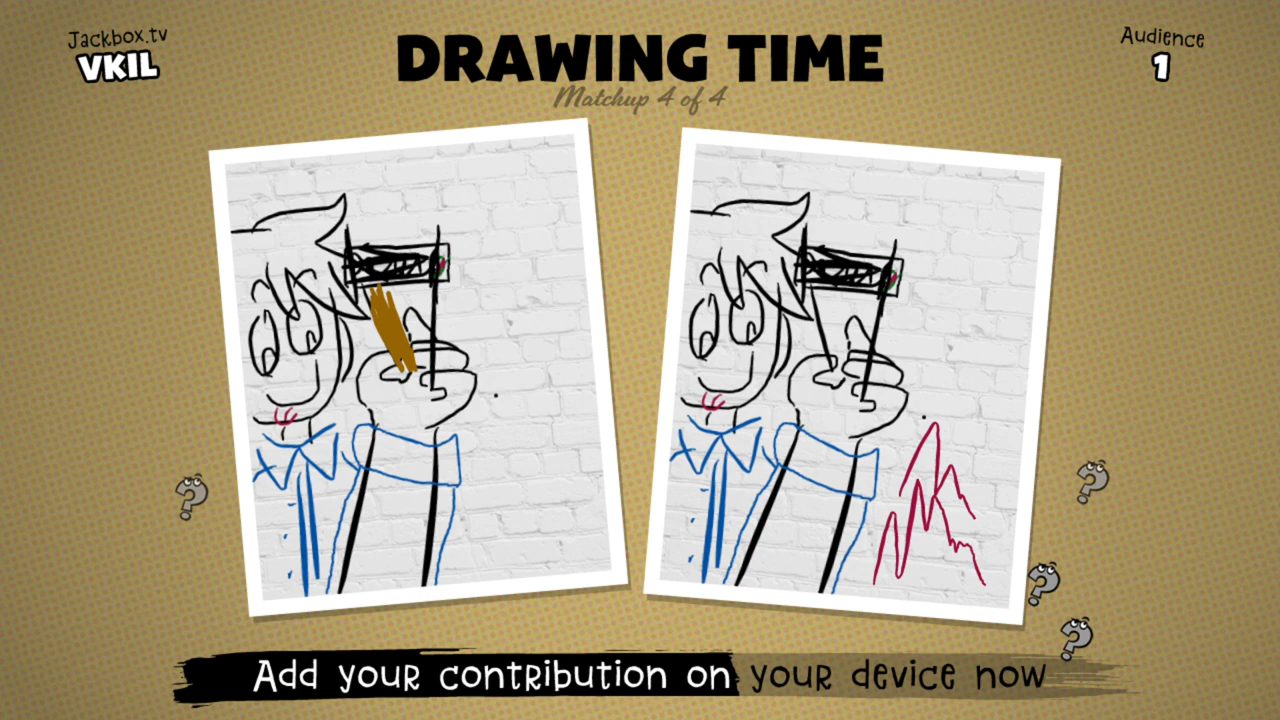 Jackbox.tv
VKIL
DRAWING TIME
Matchup 4 of 4
Audience
1
Add your contribution on your device now